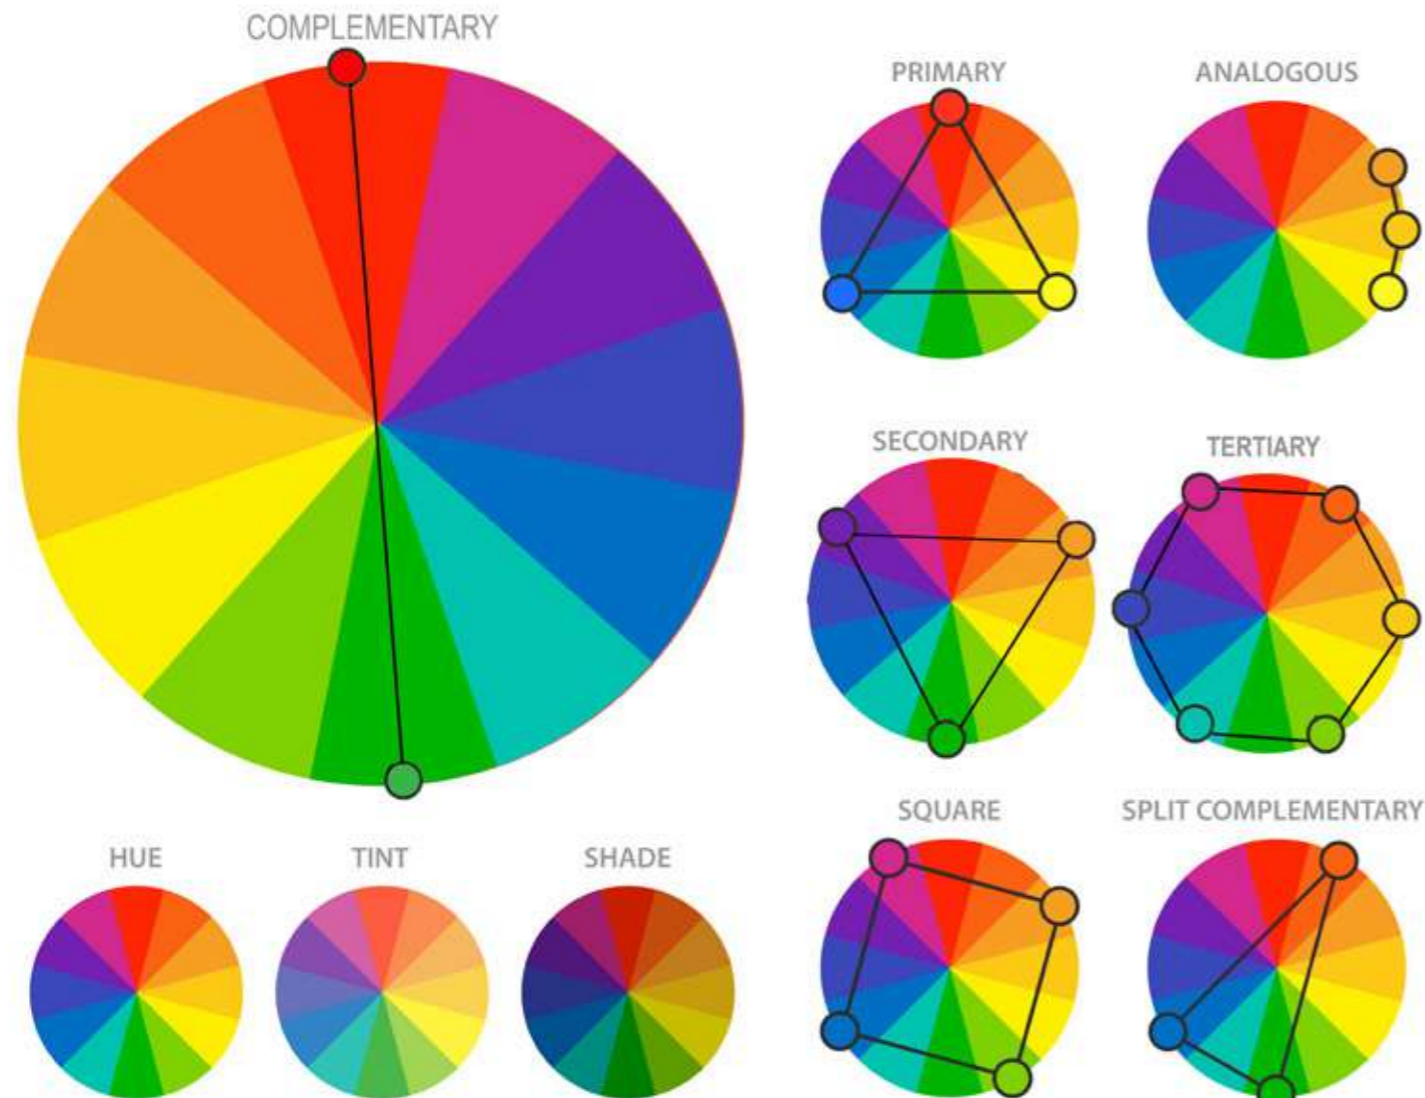 COMPLEMENTARY
PRIMARY
ANALOGOUS
SECONDARY
TERTIARY
HUE
TINT
SHADE
SQUARE
SPLIT COMPLEMENTARY